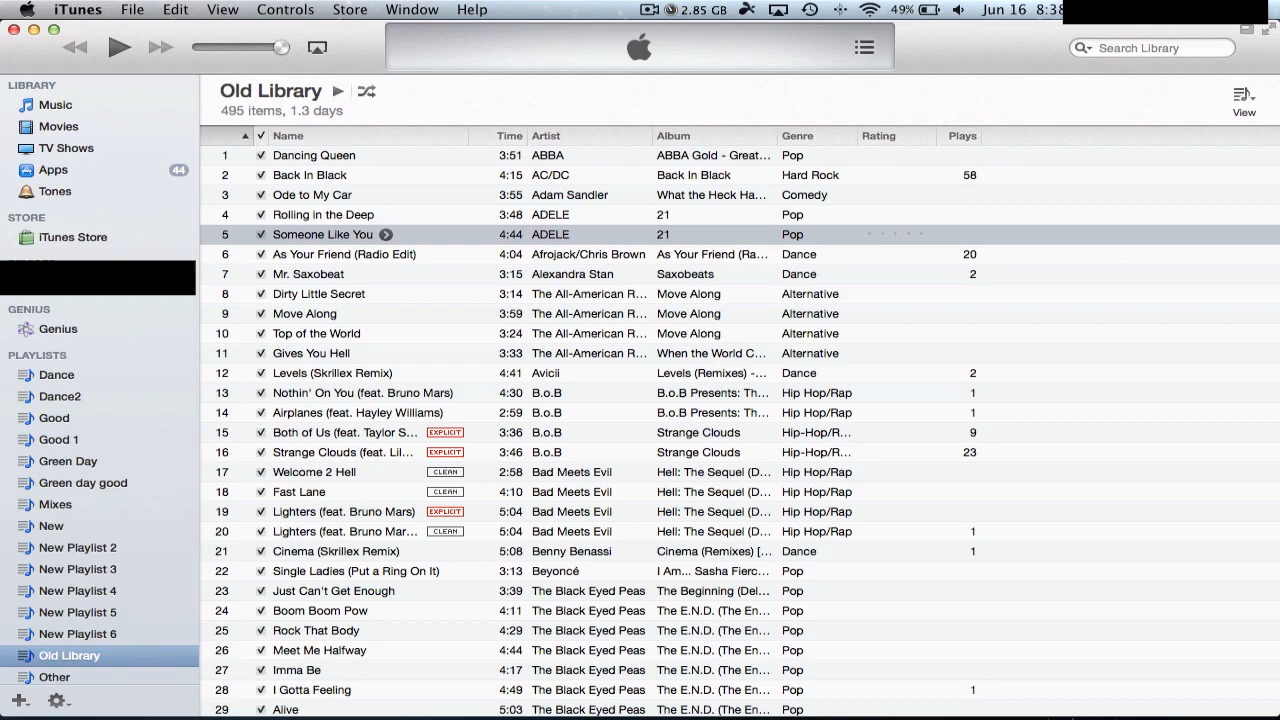 iTunes File Edit View Controls Store Window Help 2.85 GB 49% Jun 16 8:38
Search Library
LIBRARY
Music
Movies
TV Shows
Apps 44
Tones
STORE
iTunes Store
GENIUS
Genius
PLAYLISTS
Dance
Dance2
Good
Good 1
Green Day
Green day good
Mixes
New
New Playlist 2
New Playlist 3
New Playlist 4
New Playlist 5
New Playlist 6
Old Library
Other
Old Library
495 items, 1.3 days
View
Name Time Artist Album Genre Rating Plays
1 Dancing Queen 3:51 ABBA ABBA Gold - Great... Pop
2 Back In Black 4:15 AC/DC Back In Black Hard Rock 58
3 Ode to My Car 3:55 Adam Sandler What the Heck Ha... Comedy
4 Rolling in the Deep 3:48 ADELE 21 Pop
5 Someone Like You 4:44 ADELE 21 Pop
6 As Your Friend (Radio Edit) 4:04 Afrojack/Chris Brown As Your Friend (Ra... Dance 20
7 Mr. Saxobeat 3:15 Alexandra Stan Saxobeats Dance 2
8 Dirty Little Secret 3:14 The All-American R... Move Along Alternative
9 Move Along 3:59 The All-American R... Move Along Alternative
10 Top of the World 3:24 The All-American R... Move Along Alternative
11 Gives You Hell 3:33 The All-American R... When the World C... Alternative
12 Levels (Skrillex Remix) 4:41 Avicii Levels (Remixes) -... Dance 2
13 Nothin' On You (feat. Bruno Mars) 4:30 B.o.B B.o.B Presents: Th... Hip Hop/Rap 1
14 Airplanes (feat. Hayley Williams) 2:59 B.o.B B.o.B Presents: Th... Hip Hop/Rap 1
15 Both of Us (feat. Taylor S... EXPLICIT 3:36 B.o.B Strange Clouds Hip-Hop/R... 9
16 Strange Clouds (feat. Lil... EXPLICIT 3:46 B.o.B Strange Clouds Hip-Hop/R... 23
17 Welcome 2 Hell CLEAN 2:58 Bad Meets Evil Hell: The Sequel (D... Hip Hop/Rap
18 Fast Lane CLEAN 4:10 Bad Meets Evil Hell: The Sequel (D... Hip Hop/Rap
19 Lighters (feat. Bruno Mars) EXPLICIT 5:04 Bad Meets Evil Hell: The Sequel (D... Hip Hop/Rap
20 Lighters (feat. Bruno Mar... CLEAN 5:04 Bad Meets Evil Hell: The Sequel (D... Hip Hop/Rap 1
21 Cinema (Skrillex Remix) 5:08 Benny Benassi Cinema (Remixes) [... Dance 1
22 Single Ladies (Put a Ring On It) 3:13 Beyoncé I Am... Sasha Fierc... Pop
23 Just Can't Get Enough 3:39 The Black Eyed Peas The Beginning (Del... Pop
24 Boom Boom Pow 4:11 The Black Eyed Peas The E.N.D. (The En... Pop
25 Rock That Body 4:29 The Black Eyed Peas The E.N.D. (The En... Pop
26 Meet Me Halfway 4:44 The Black Eyed Peas The E.N.D. (The En... Pop
27 Imma Be 4:17 The Black Eyed Peas The E.N.D. (The En... Pop
28 I Gotta Feeling 4:49 The Black Eyed Peas The E.N.D. (The En... Pop 1
29 Alive 5:03 The Black Eyed Peas The E.N.D. (The En... Pop